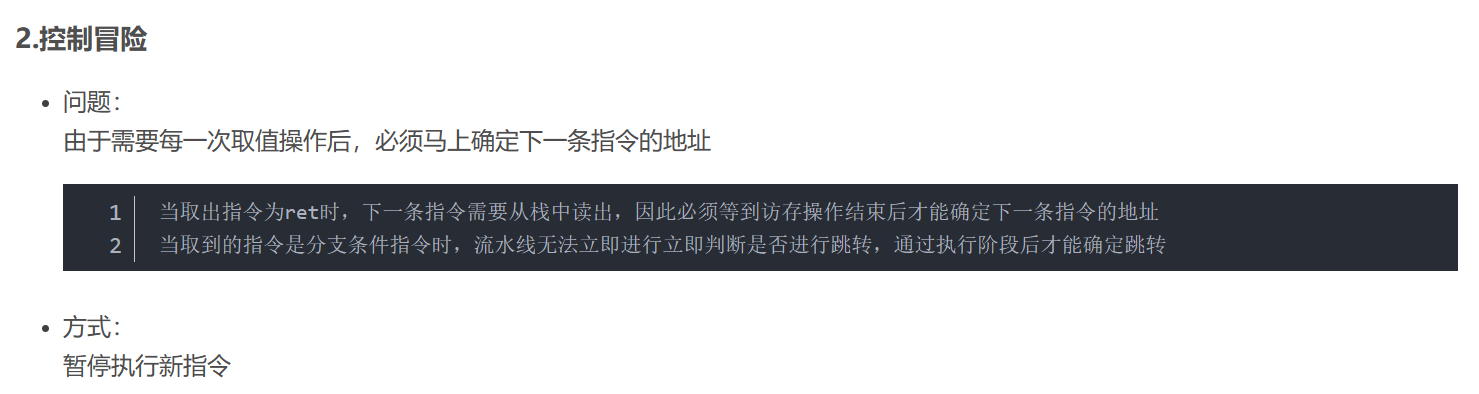 2.控制冒险
• 问题：
由于需要每一次取值操作后，必须马上确定下一条指令的地址
1 当取出指令为ret时，下一条指令需要从栈中读出，因此必须等到访存操作结束后才能确定下一条指令的地址
2 当取到的指令是分支条件指令时，流水线无法立即进行立即判断是否进行跳转，通过执行阶段后才能确定跳转
• 方式：
暂停执行新指令